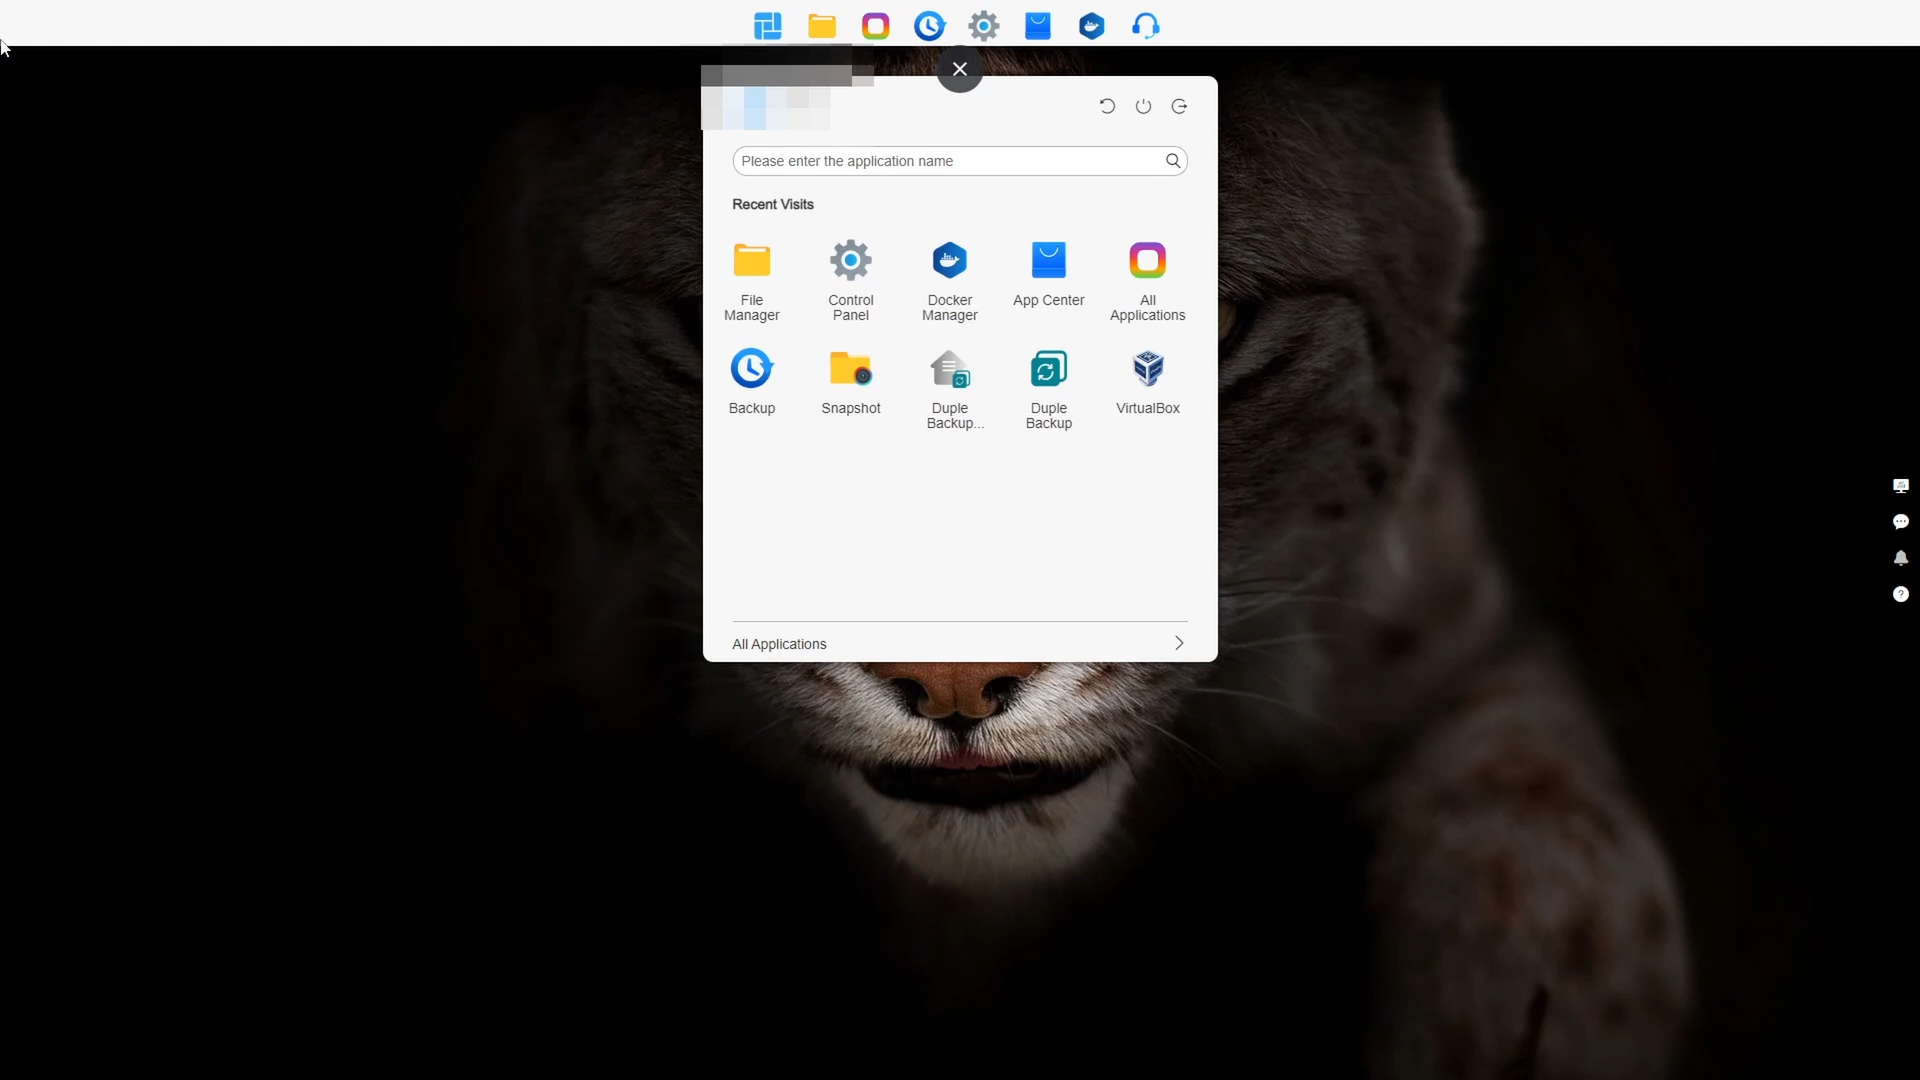 Please enter the application name
Recent Visits
File
Manager
Control
Panel
Docker
Manager
App Center
All
Applications
Backup
Snapshot
Duple
Backup...
Duple
Backup
VirtualBox
All Applications